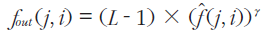 f_out(j, i) = (L - 1) × (f̂(j, i))^γ